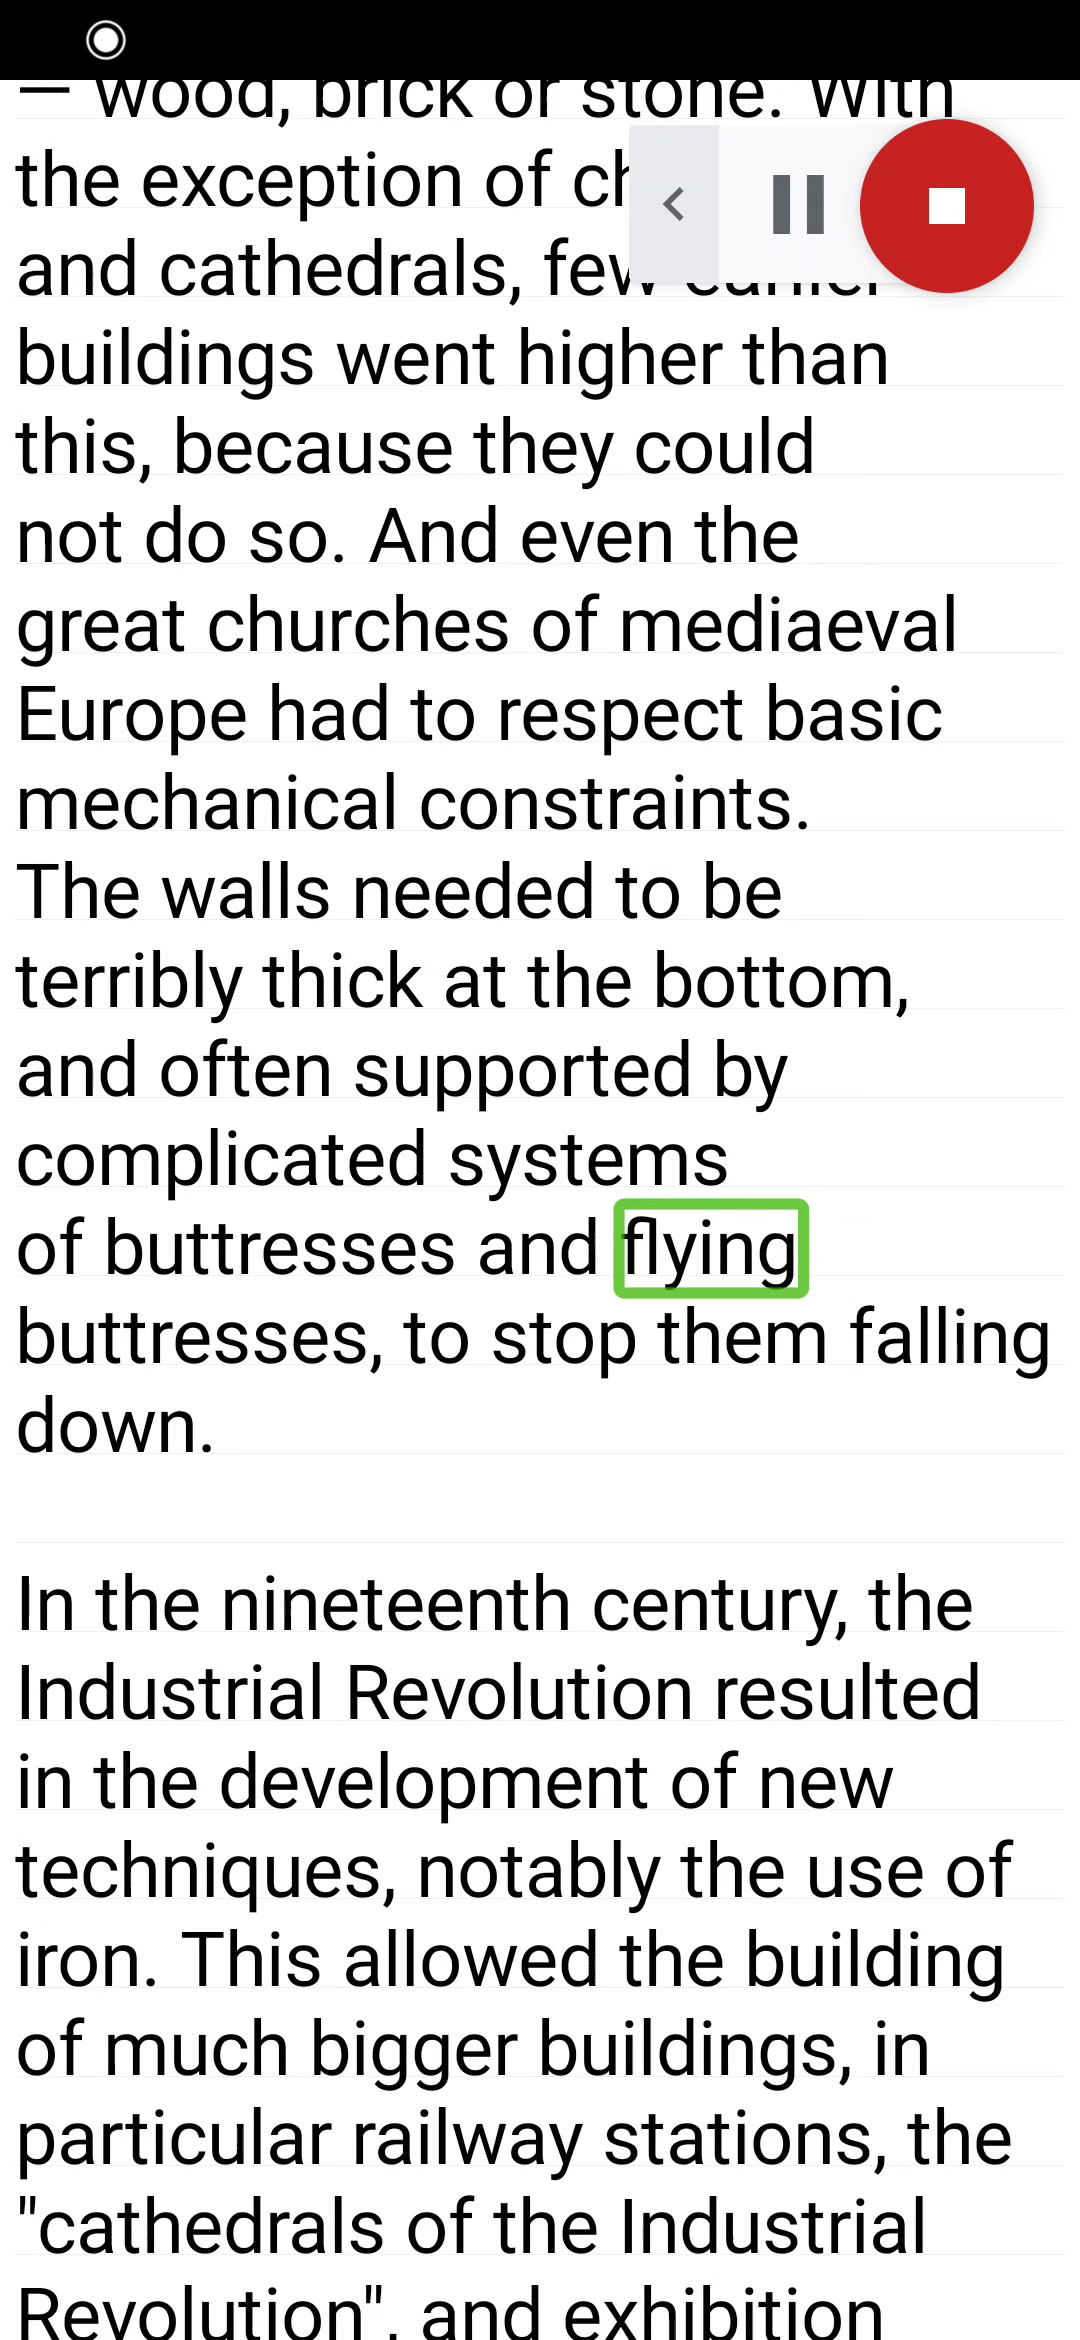 — wood, brick or stone. With
the exception of
and cathedrals, few earlier
buildings went higher than
this, because they could
not do so. And even the
great churches of mediaeval
Europe had to respect basic
mechanical constraints.
The walls needed to be
terribly thick at the bottom,
and often supported by
complicated systems
of buttresses and flying
buttresses, to stop them falling
down.
In the nineteenth century, the
Industrial Revolution resulted
in the development of new
techniques, notably the use of
iron. This allowed the building
of much bigger buildings, in
particular railway stations, the
"cathedrals of the Industrial
Revolution", and exhibition